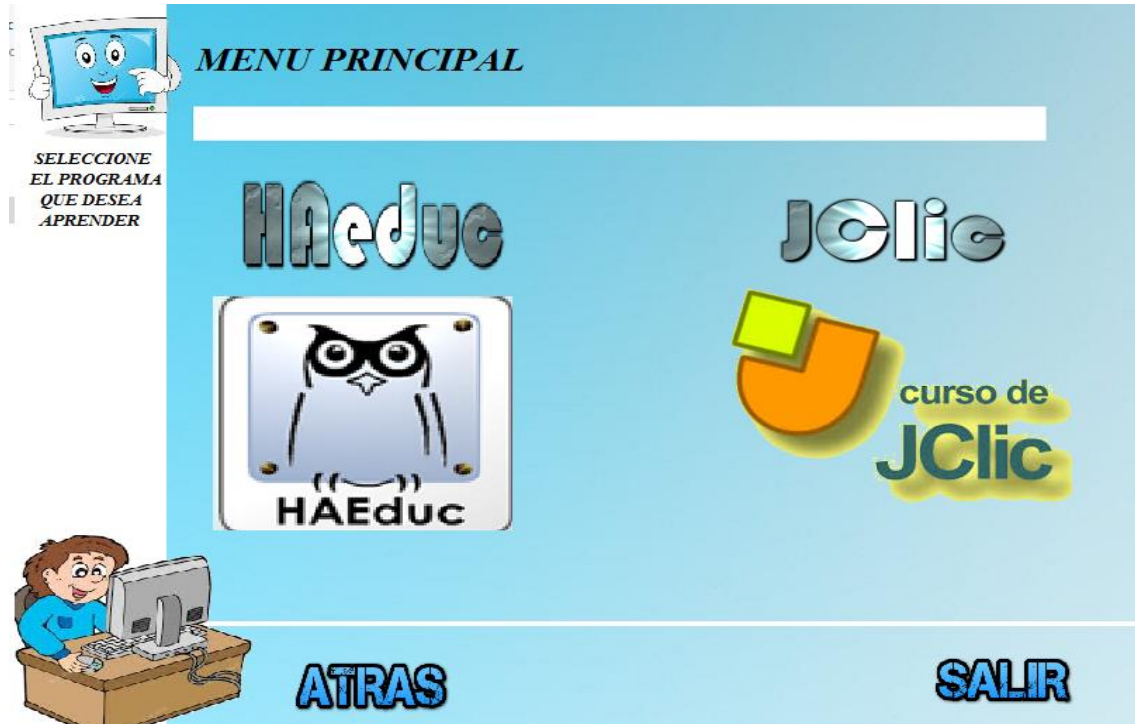 MENU PRINCIPAL
SELECCIONE
EL PROGRAMA
QUE DESEA
APRENDER
HAeduc
JClic
HAEduc
curso de
JClic
ATRAS
SALIR